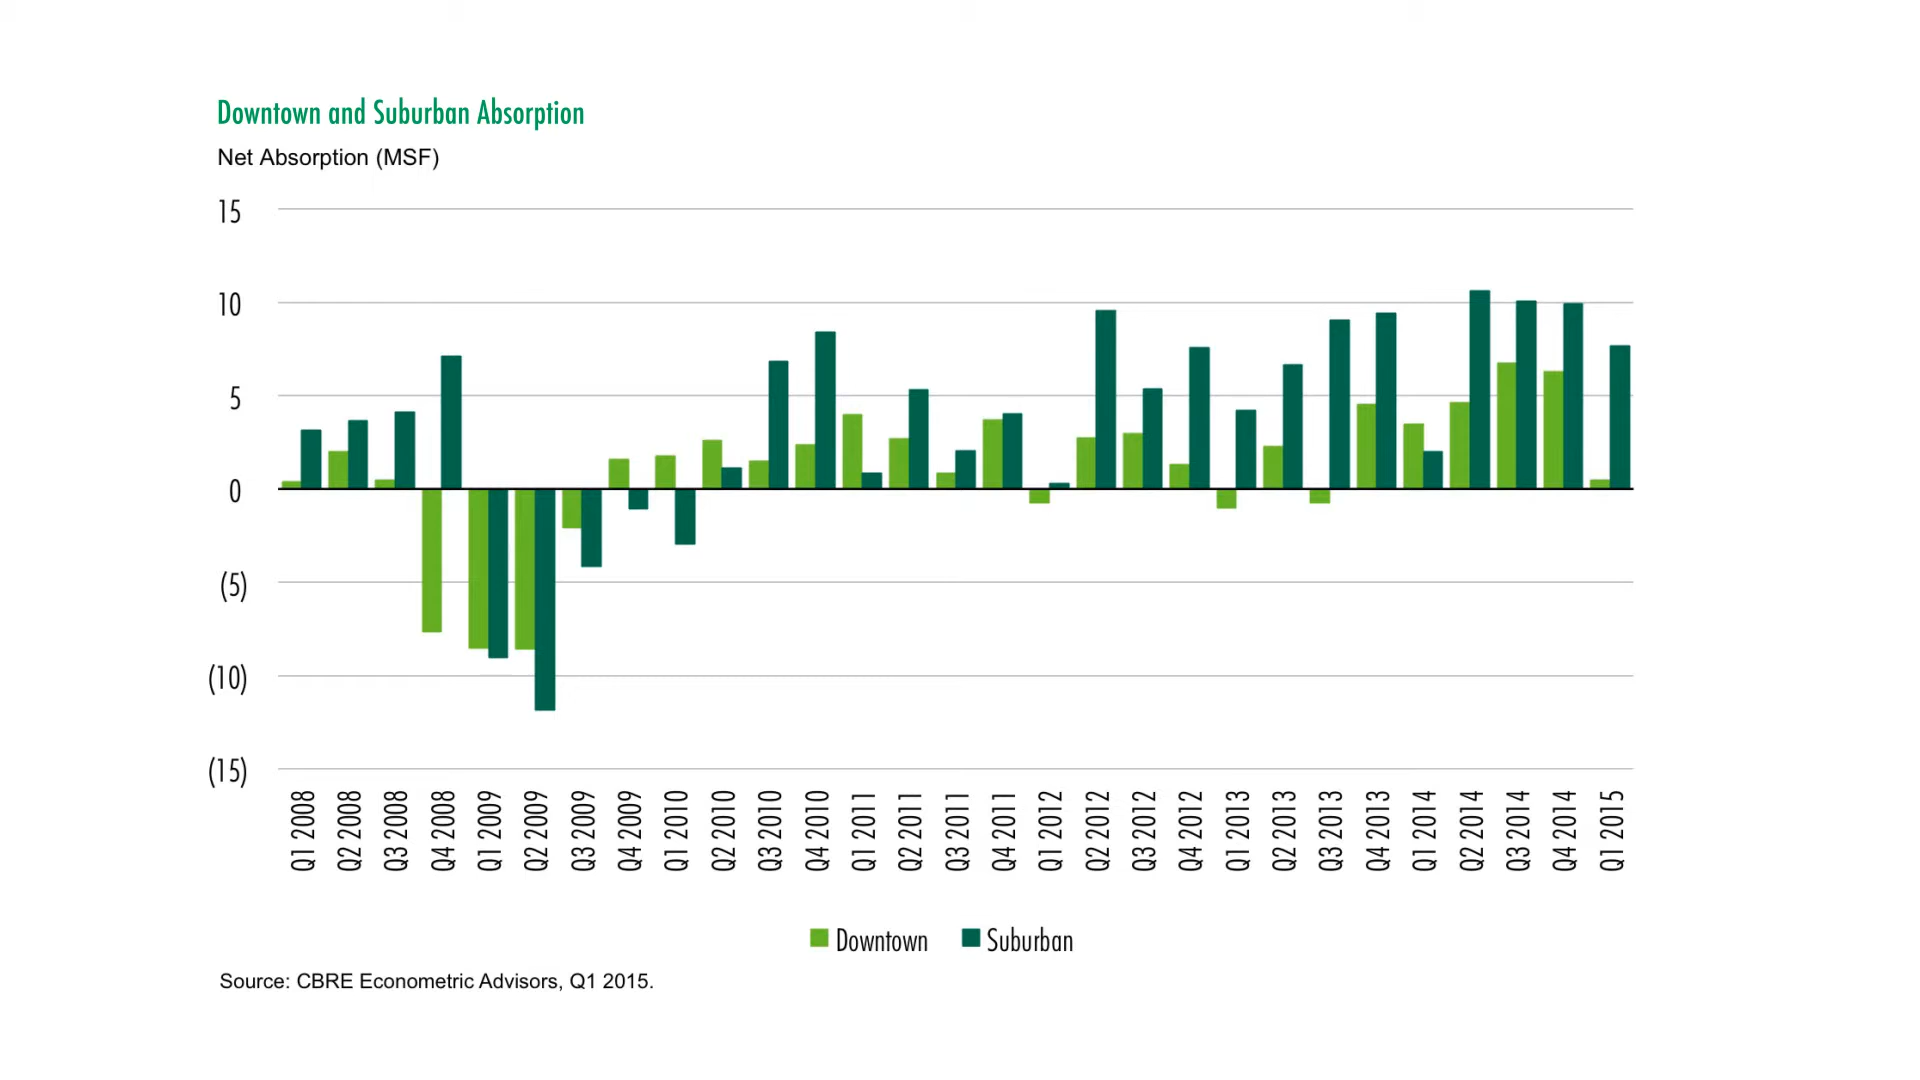 Downtown and Suburban Absorption
Net Absorption (MSF)
15
10
5
0
(5)
(10)
(15)
Q1 2008
Q2 2008
Q3 2008
Q4 2008
Q1 2009
Q2 2009
Q3 2009
Q4 2009
Q1 2010
Q2 2010
Q3 2010
Q4 2010
Q1 2011
Q2 2011
Q3 2011
Q4 2011
Q1 2012
Q2 2012
Q3 2012
Q4 2012
Q1 2013
Q2 2013
Q3 2013
Q4 2013
Q1 2014
Q2 2014
Q3 2014
Q4 2014
Q1 2015
Downtown Suburban
Source: CBRE Econometric Advisors, Q1 2015.